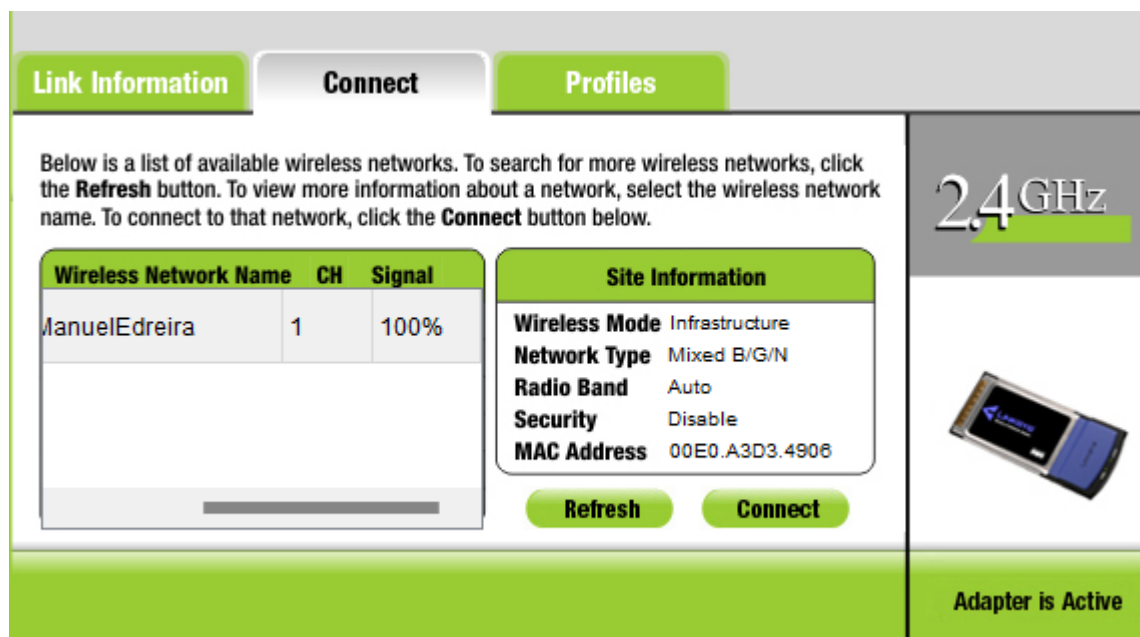 Link Information
Connect
Profiles
Below is a list of available wireless networks. To search for more wireless networks, click
the Refresh button. To view more information about a network, select the wireless network
name. To connect to that network, click the Connect button below.
2.4GHz
Wireless Network Name CH Signal
ManuelEdreira 1 100%
Site Information
Wireless Mode Infrastructure
Network Type Mixed B/G/N
Radio Band Auto
Security Disable
MAC Address 00E0.A3D3.4906
Refresh
Connect
Linksys
Adapter is Active